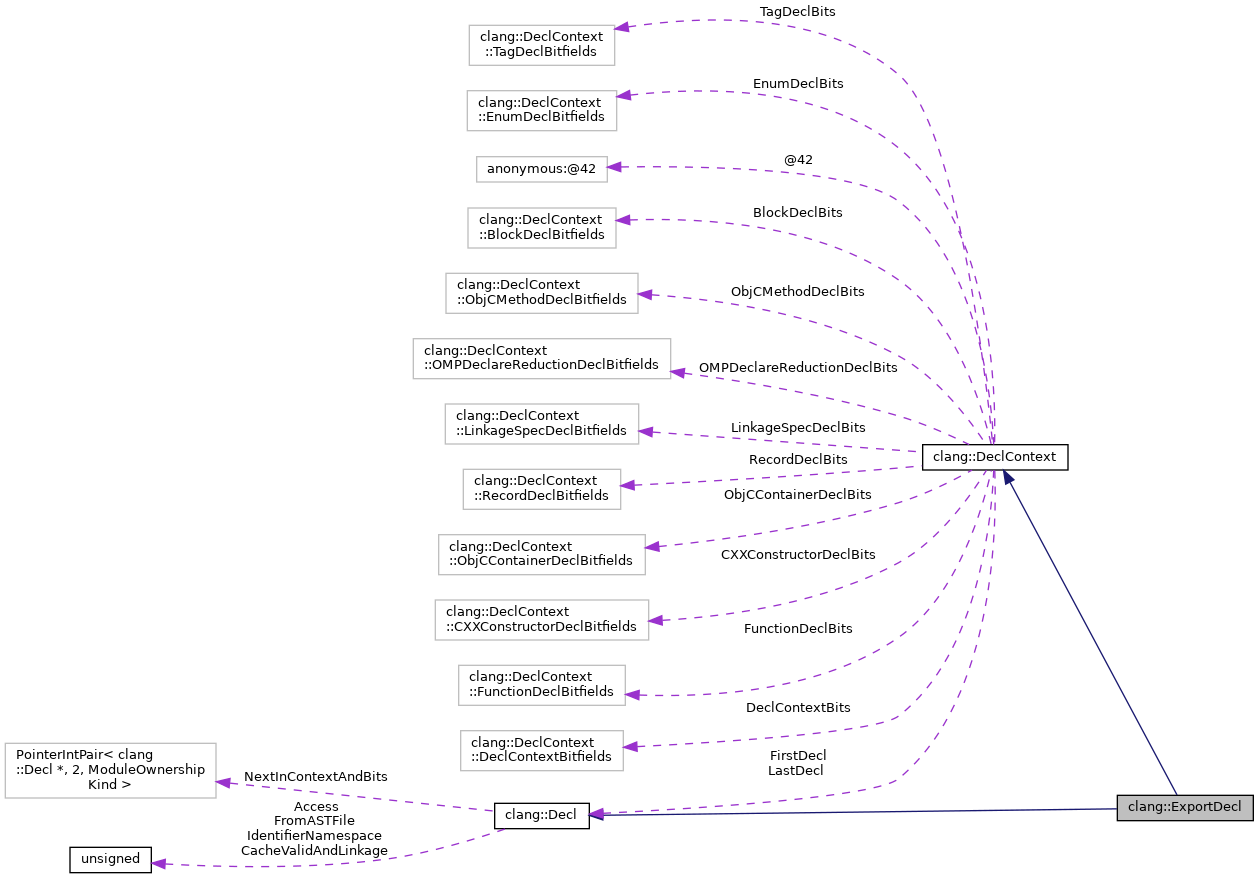 TagDeclBits
clang::DeclContext
::TagDeclBitfields
EnumDeclBits
clang::DeclContext
::EnumDeclBitfields
@42
anonymous:@42
BlockDeclBits
clang::DeclContext
::BlockDeclBitfields
ObjCMethodDeclBits
clang::DeclContext
::ObjCMethodDeclBitfields
OMPDeclareReductionDeclBits
clang::DeclContext
::OMPDeclareReductionDeclBitfields
LinkageSpecDeclBits
clang::DeclContext
::LinkageSpecDeclBitfields
clang::DeclContext
RecordDeclBits
clang::DeclContext
::RecordDeclBitfields
ObjCContainerDeclBits
clang::DeclContext
::ObjCContainerDeclBitfields
CXXConstructorDeclBits
clang::DeclContext
::CXXConstructorDeclBitfields
FunctionDeclBits
clang::DeclContext
::FunctionDeclBitfields
DeclContextBits
clang::DeclContext
::DeclContextBitfields
FirstDecl
LastDecl
PointerIntPair< clang
::Decl *, 2, ModuleOwnership
Kind >
NextInContextAndBits
Access
FromASTFile
IdentifierNamespace
CacheValidAndLinkage
clang::Decl
clang::ExportDecl
unsigned